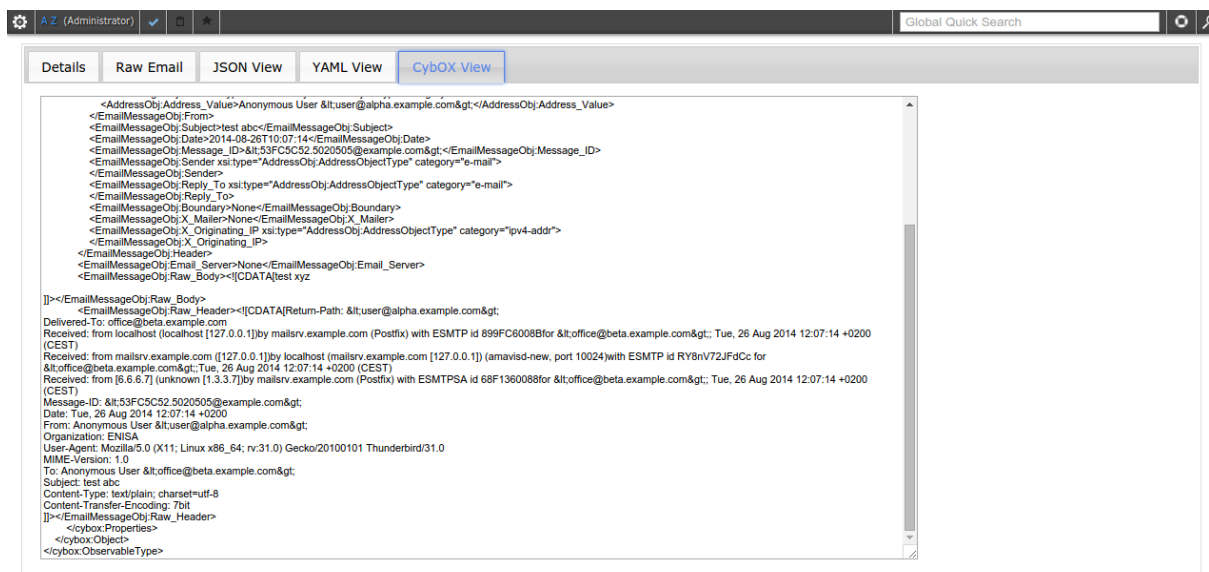 A Z (Administrator)
Global Quick Search
Details Raw Email JSON View YAML View CybOX View
<AddressObj:Address_Value>Anonymous User &lt;user@alpha.example.com&gt;</AddressObj:Address_Value>
</EmailMessageObj:From>
<EmailMessageObj:Subject>test abc</EmailMessageObj:Subject>
<EmailMessageObj:Date>2014-08-26T10:07:14</EmailMessageObj:Date>
<EmailMessageObj:Message_ID>&lt;53FC5C52.5020505@example.com&gt;</EmailMessageObj:Message_ID>
<EmailMessageObj:Sender xsi:type="AddressObj:AddressObjectType" category="e-mail">
</EmailMessageObj:Sender>
<EmailMessageObj:Reply_To xsi:type="AddressObj:AddressObjectType" category="e-mail">
</EmailMessageObj:Reply_To>
<EmailMessageObj:Boundary>None</EmailMessageObj:Boundary>
<EmailMessageObj:X_Mailer>None</EmailMessageObj:X_Mailer>
<EmailMessageObj:X_Originating_IP xsi:type="AddressObj:AddressObjectType" category="ipv4-addr">
</EmailMessageObj:X_Originating_IP>
</EmailMessageObj:Header>
<EmailMessageObj:Email_Server>None</EmailMessageObj:Email_Server>
<EmailMessageObj:Raw_Body><![CDATA[test xyz
]]></EmailMessageObj:Raw_Body>
<EmailMessageObj:Raw_Header><![CDATA[Return-Path: &lt;user@alpha.example.com&gt;
Delivered-To: office@beta.example.com
Received: from localhost (localhost [127.0.0.1])by mailsrv.example.com (Postfix) with ESMTP id 899FC6008Bfor &lt;office@beta.example.com&gt;; Tue, 26 Aug 2014 12:07:14 +0200
(CEST)
Received: from mailsrv.example.com ([127.0.0.1])by localhost (mailsrv.example.com [127.0.0.1]) (amavisd-new, port 10024)with ESMTP id RY8nV72JFdCc for
&lt;office@beta.example.com&gt;;Tue, 26 Aug 2014 12:07:14 +0200 (CEST)
Received: from [6.6.6.7] (unknown [1.3.3.7])by mailsrv.example.com (Postfix) with ESMTPSA id 68F1360088for &lt;office@beta.example.com&gt;; Tue, 26 Aug 2014 12:07:14 +0200
(CEST)
Message-ID: &lt;53FC5C52.5020505@example.com&gt;
Date: Tue, 26 Aug 2014 12:07:14 +0200
From: Anonymous User &lt;user@alpha.example.com&gt;
Organization: ENISA
User-Agent: Mozilla/5.0 (X11; Linux x86_64; rv:31.0) Gecko/20100101 Thunderbird/31.0
MIME-Version: 1.0
To: Anonymous User &lt;office@beta.example.com&gt;
Subject: test abc
Content-Type: text/plain; charset=utf-8
Content-Transfer-Encoding: 7bit
]]></EmailMessageObj:Raw_Header>
</cybox:Properties>
</cybox:Object>
</cybox:ObservableType>